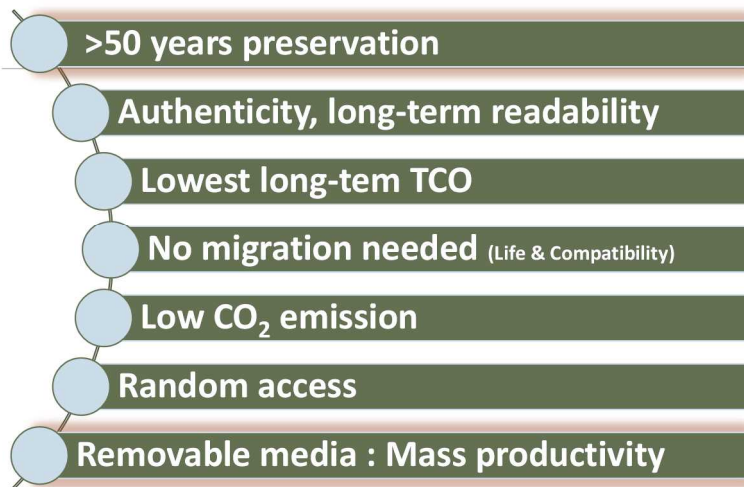 >50 years preservation
Authenticity, long-term readability
Lowest long-tem TCO
No migration needed (Life & Compatibility)
Low CO₂ emission
Random access
Removable media : Mass productivity